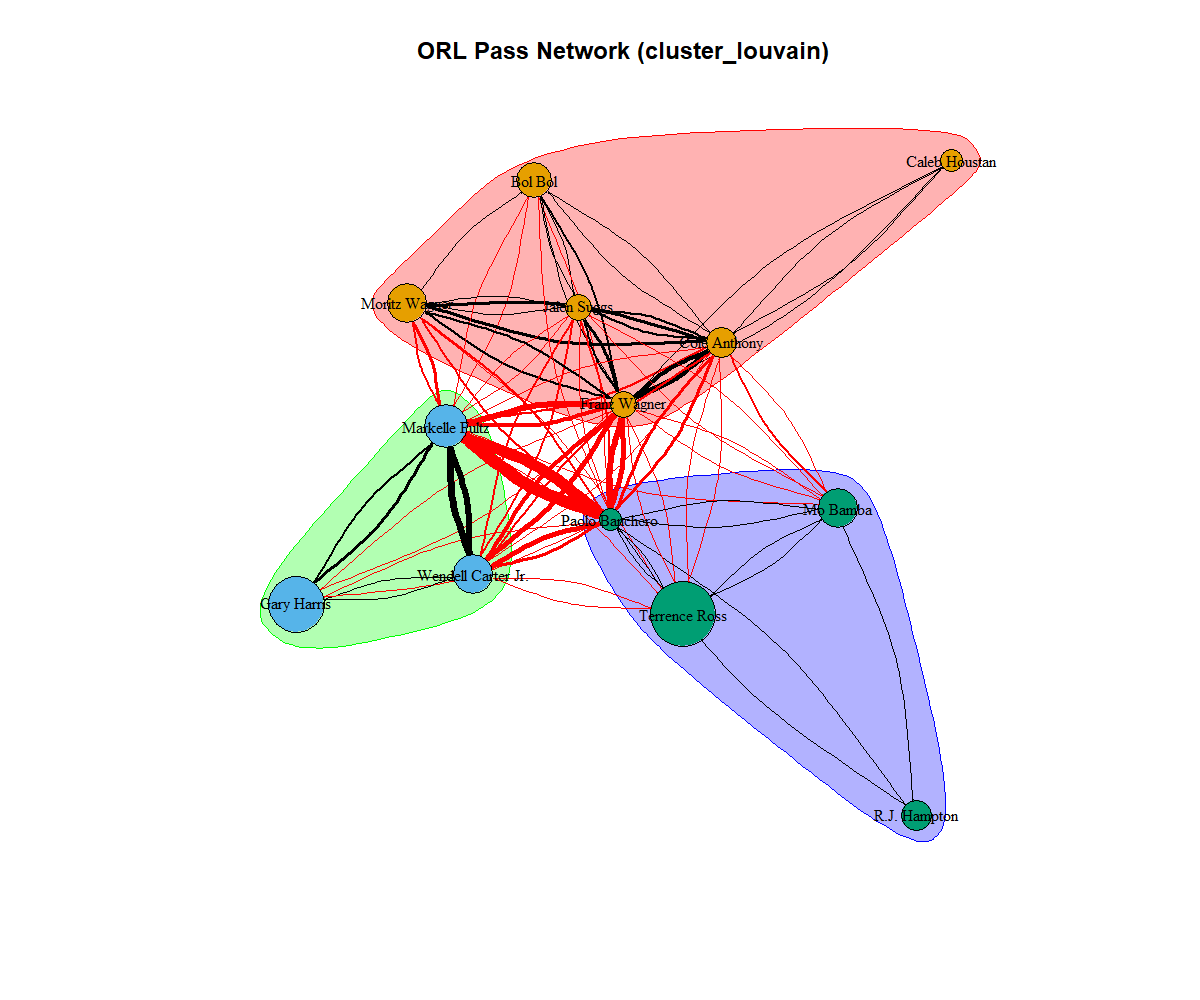 ORL Pass Network (cluster_louvain)
Caleb Houstan
Bol Bol
Moritz Wagner
Jalen Suggs
Cole Anthony
Franz Wagner
Markelle Fultz
Mo Bamba
Paolo Banchero
Wendell Carter Jr.
Gary Harris
Terrence Ross
R.J. Hampton